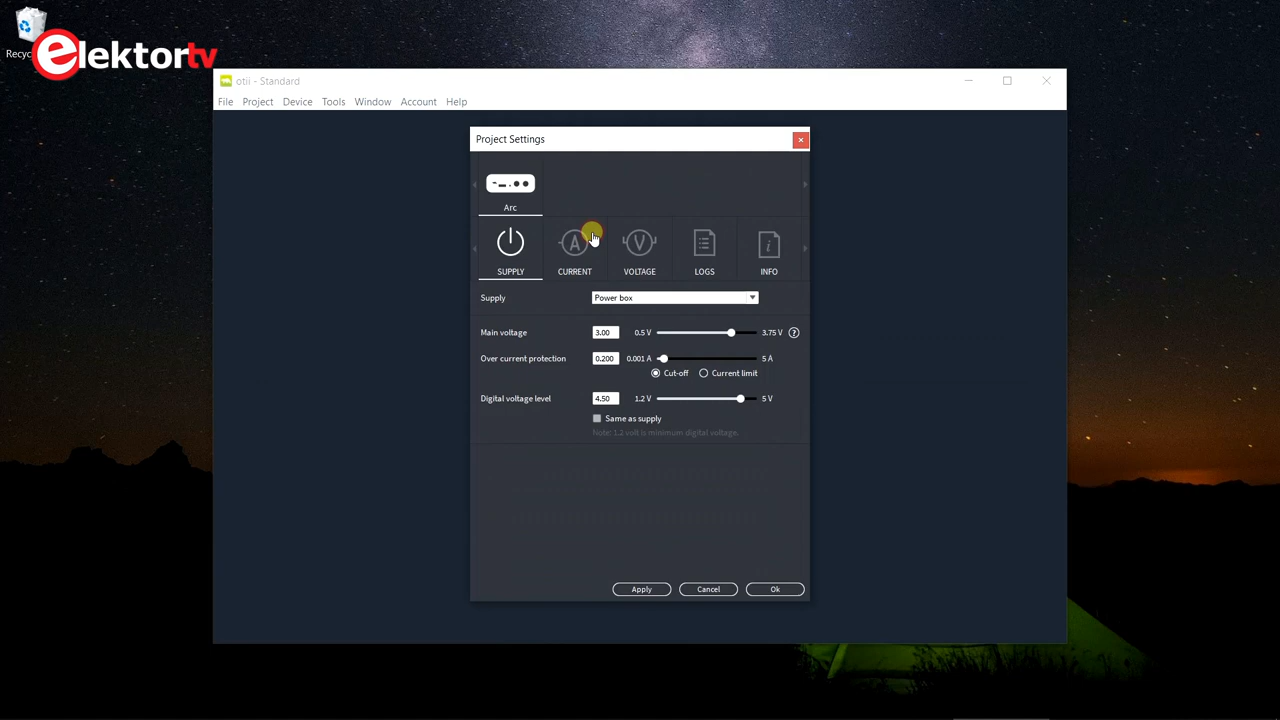 Recyc
elektortv
otii - Standard
File Project Device Tools Window Account Help
Project Settings
Arc
SUPPLY CURRENT VOLTAGE LOGS INFO
Supply Power box
Main voltage 3.00 0.5 V 3.75 V ?
Over current protection 0.200 0.001 A 5 A
Cut-off Current limit
Digital voltage level 4.50 1.2 V 5 V
Same as supply
Note: 1.2 volt is minimum digital voltage.
Apply Cancel Ok